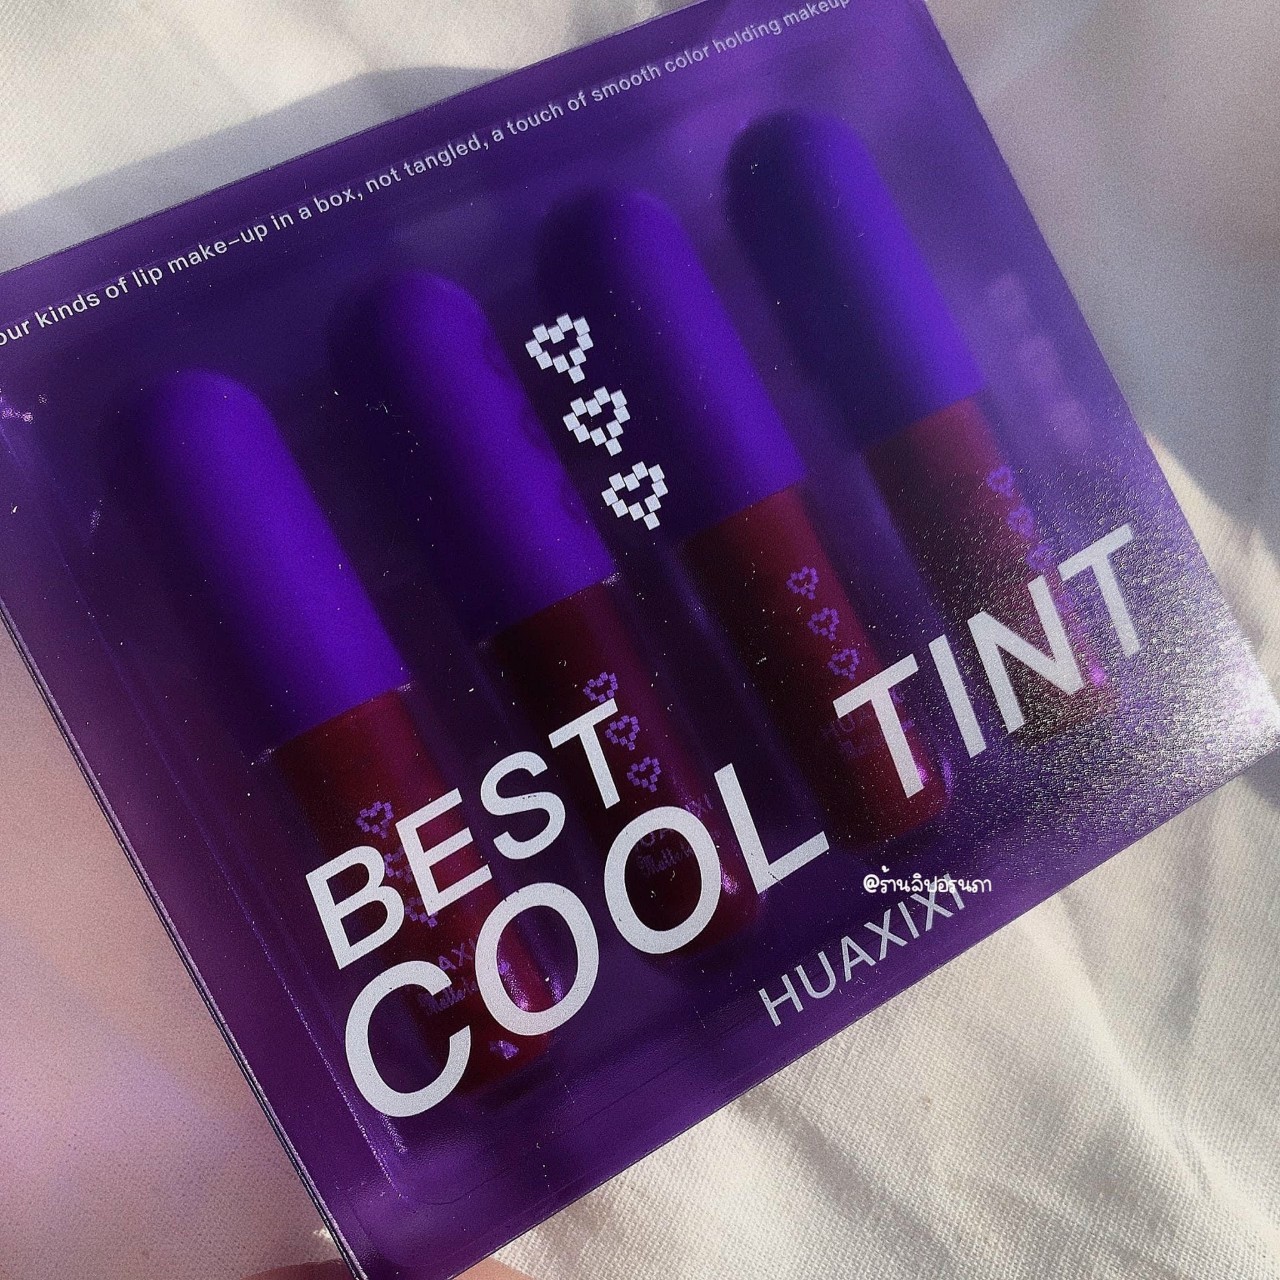 our kinds of lip make-up in a box, not tangled, a touch of smooth color holding makeup
BEST
COOL TINT
HUAXIXI
@ร้านลิปอรนภา